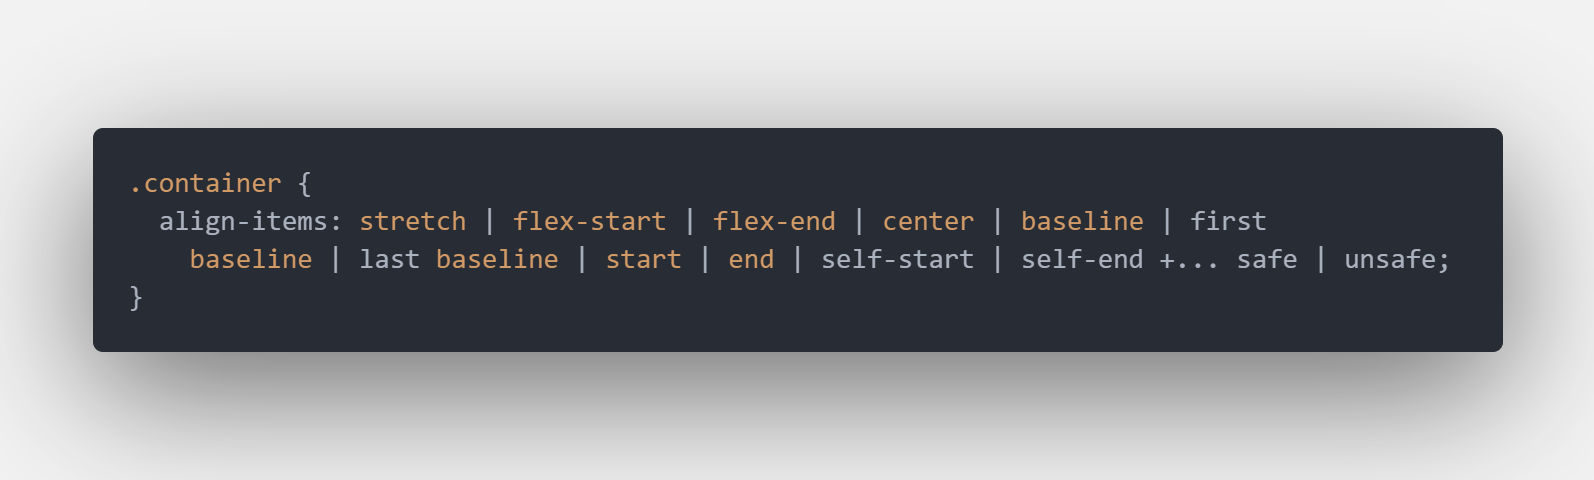 .container {
  align-items: stretch | flex-start | flex-end | center | baseline | first
    baseline | last baseline | start | end | self-start | self-end +... safe | unsafe;
}